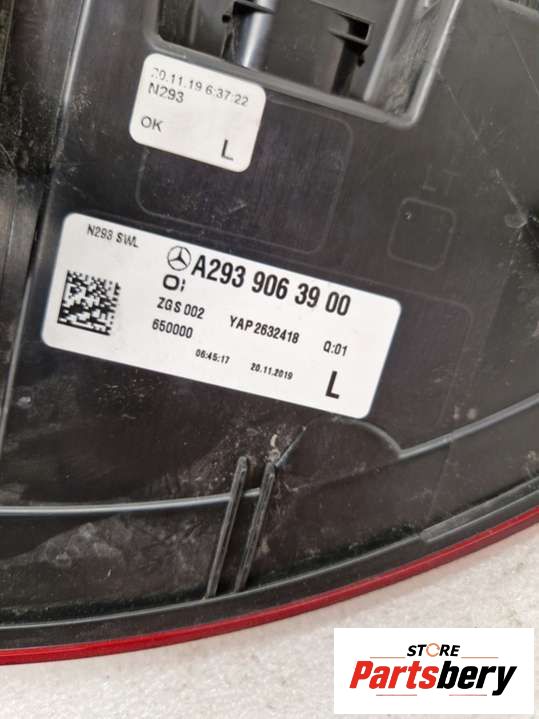 20.11.19 6:37:22
N293
OK
L
N293 SWL
A293 906 39 00
ZGS 002 YAP 2632418 Q:01
650000
06:45:17 20.11.2019 L
STORE
Partsbery